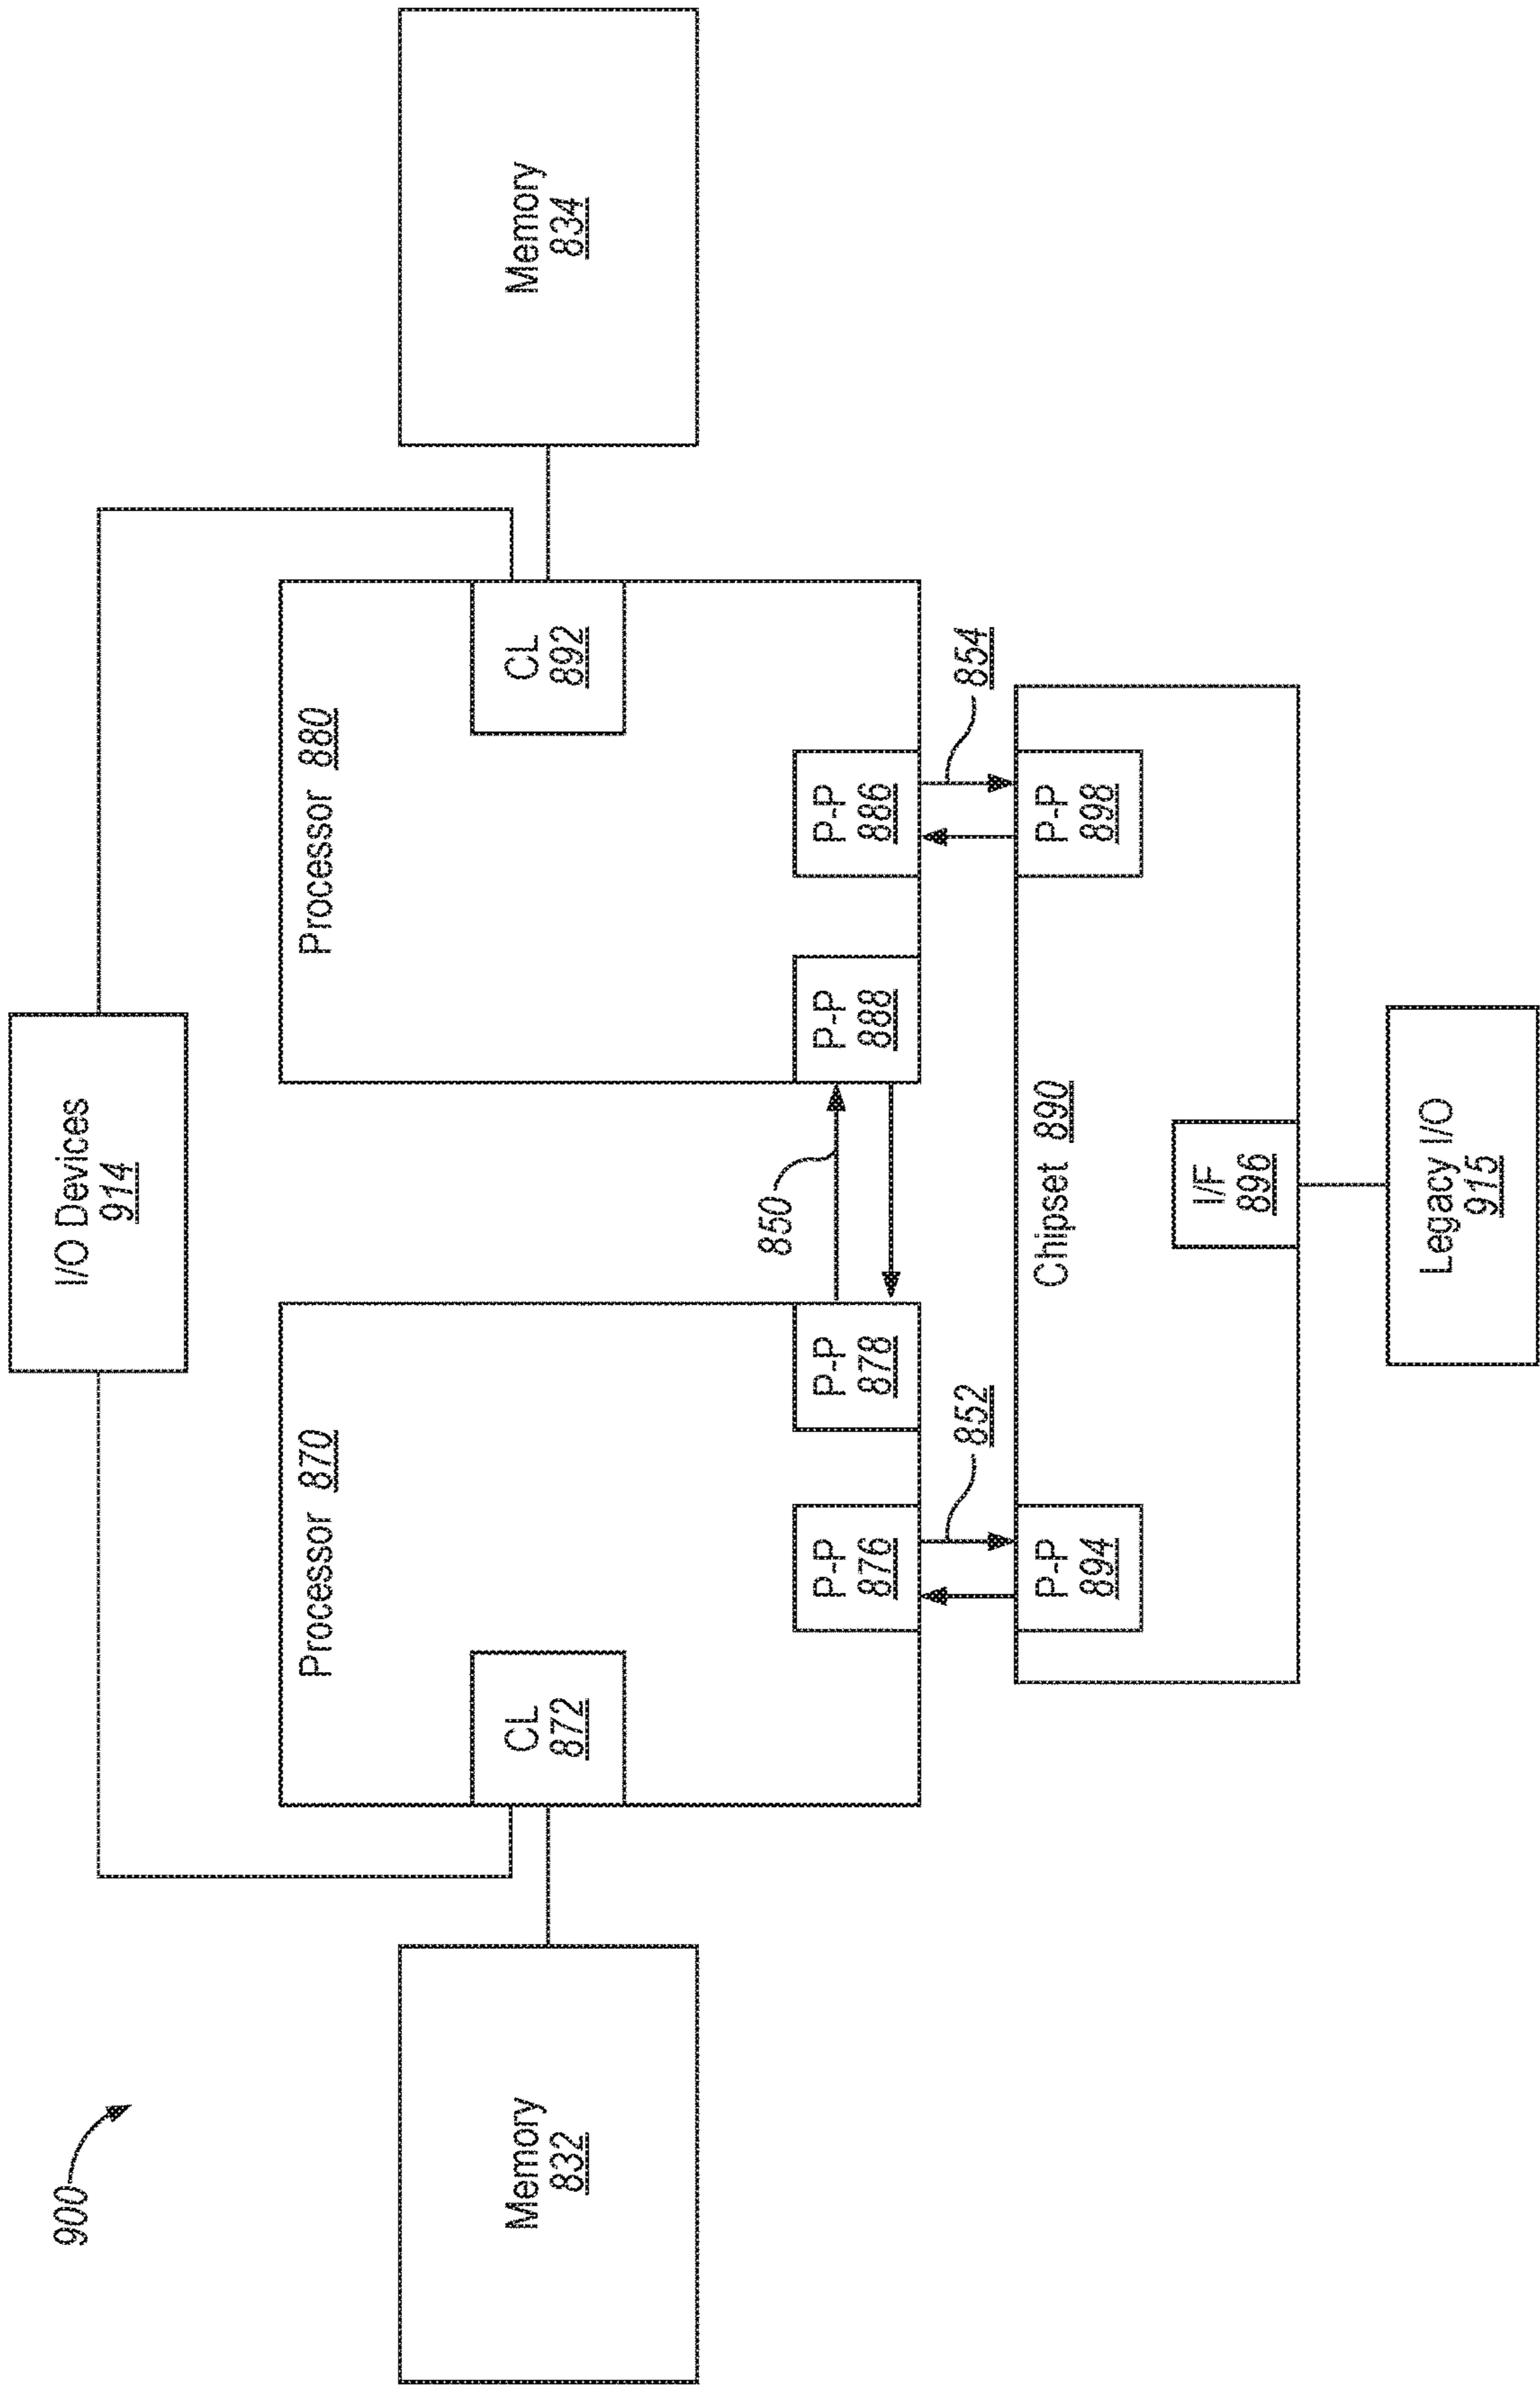 900
I/O Devices
914
Processor 870
Processor 880
Memory
832
CL
872
CL
892
Memory
834
850
P-P
876
P-P
878
P-P
888
P-P
886
852
854
P-P
894
Chipset 890
P-P
898
I/F
896
Legacy I/O
915